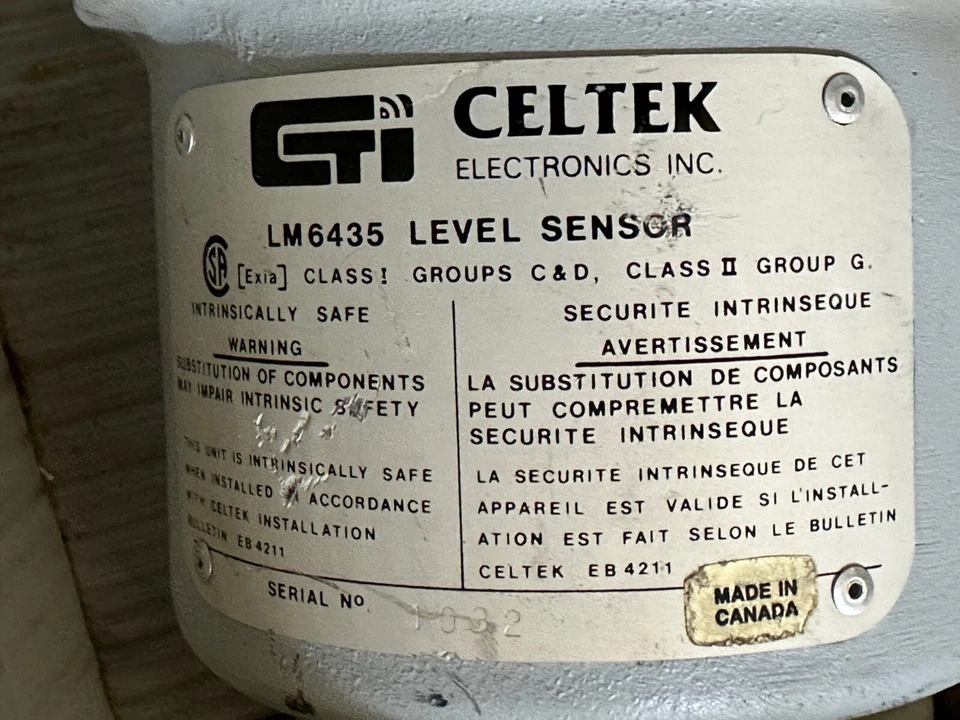 CTI CELTEK
ELECTRONICS INC.
LM6435 LEVEL SENSOR
CSA [Exia] CLASS I GROUPS C & D, CLASS II GROUP G.
INTRINSICALLY SAFE
WARNING
SUBSTITUTION OF COMPONENTS
MAY IMPAIR INTRINSIC SAFETY
THIS UNIT IS INTRINSICALLY SAFE
WHEN INSTALLED IN ACCORDANCE
WITH CELTEK INSTALLATION
BULLETIN EB4211
SECURITE INTRINSEQUE
AVERTISSEMENT
LA SUBSTITUTION DE COMPOSANTS
PEUT COMPREMETTRE LA
SECURITE INTRINSEQUE
LA SECURITE INTRINSEQUE DE CET
APPAREIL EST VALIDE SI L'INSTALL-
ATION EST FAIT SELON LE BULLETIN
CELTEK EB4211
SERIAL No. 1032
MADE IN
CANADA